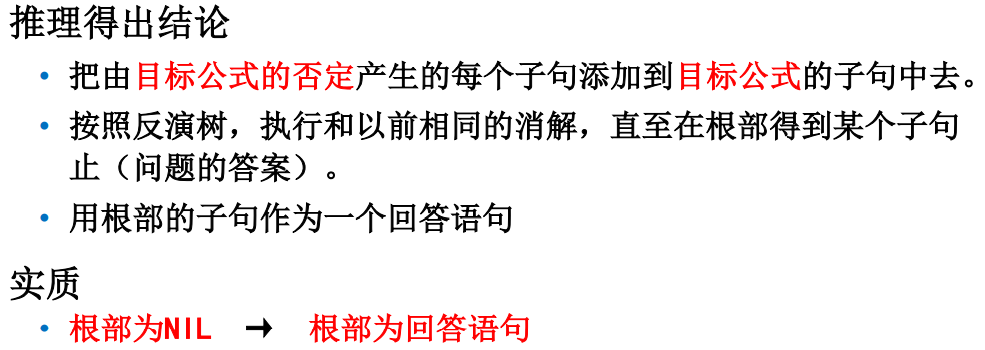 推理得出结论
• 把由目标公式的否定产生的每个子句添加到目标公式的子句中去。
• 按照反演树，执行和以前相同的消解，直至在根部得到某个子句
止（问题的答案）。
• 用根部的子句作为一个回答语句
实质
• 根部为NIL → 根部为回答语句